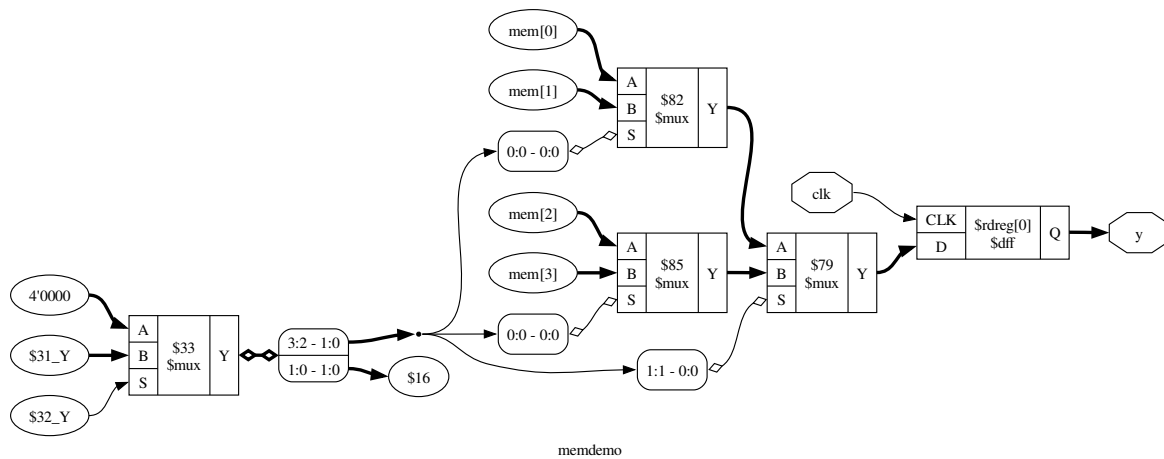 mem[0]
mem[1]
0:0 - 0:0
A
B
S
$82
$mux
Y
mem[2]
mem[3]
0:0 - 0:0
A
B
S
$85
$mux
Y
clk
A
B
S
$79
$mux
Y
CLK
D
$rdreg[0]
$dff
Q
y
4'0000
$31_Y
$32_Y
A
B
S
$33
$mux
Y
3:2 - 1:0
1:0 - 1:0
$16
1:1 - 0:0
memdemo